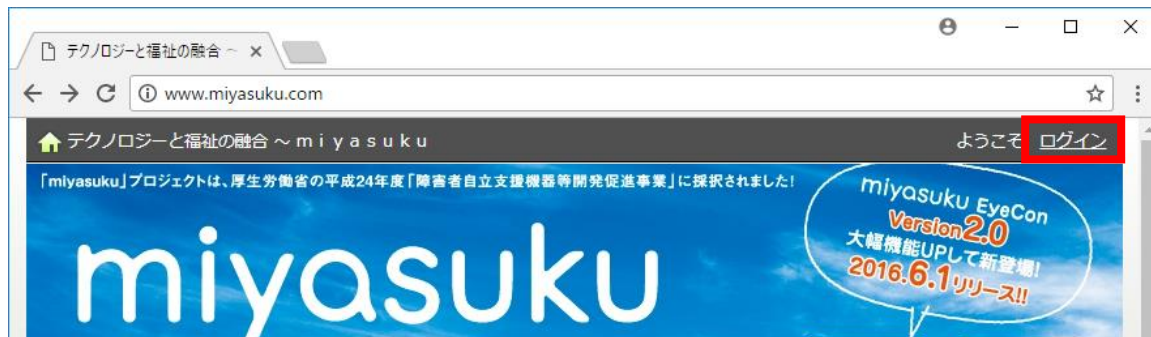 テクノロジーと福祉の融合 ~
www.miyasuku.com
テクノロジーと福祉の融合 ~ ｍｉｙａｓｕｋｕ
ようこそ ログイン
「miyasuku」プロジェクトは、厚生労働省の平成24年度「障害者自立支援機器等開発促進事業」に採択されました!
miyasuku EyeCon
Version2.0
大幅機能UPして新登場!
2016.6.1リリース!!
miyasuku